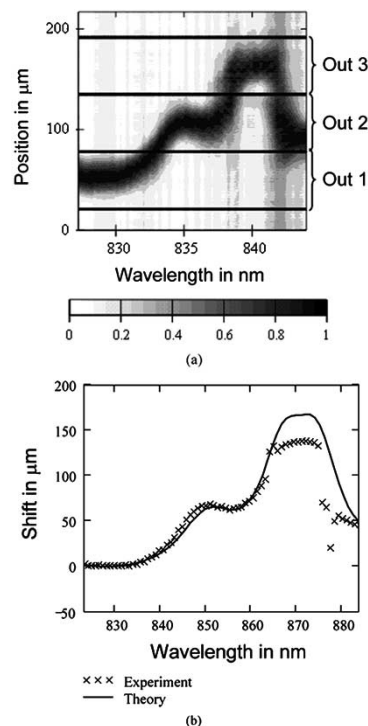 200
100
0
Position in µm
Out 3
Out 2
Out 1
830 835 840
Wavelength in nm
0 0.2 0.4 0.6 0.8 1
(a)
200
150
100
50
0
−50
Shift in µm
830 840 850 860 870 880
Wavelength in nm
××× Experiment
Theory
(b)